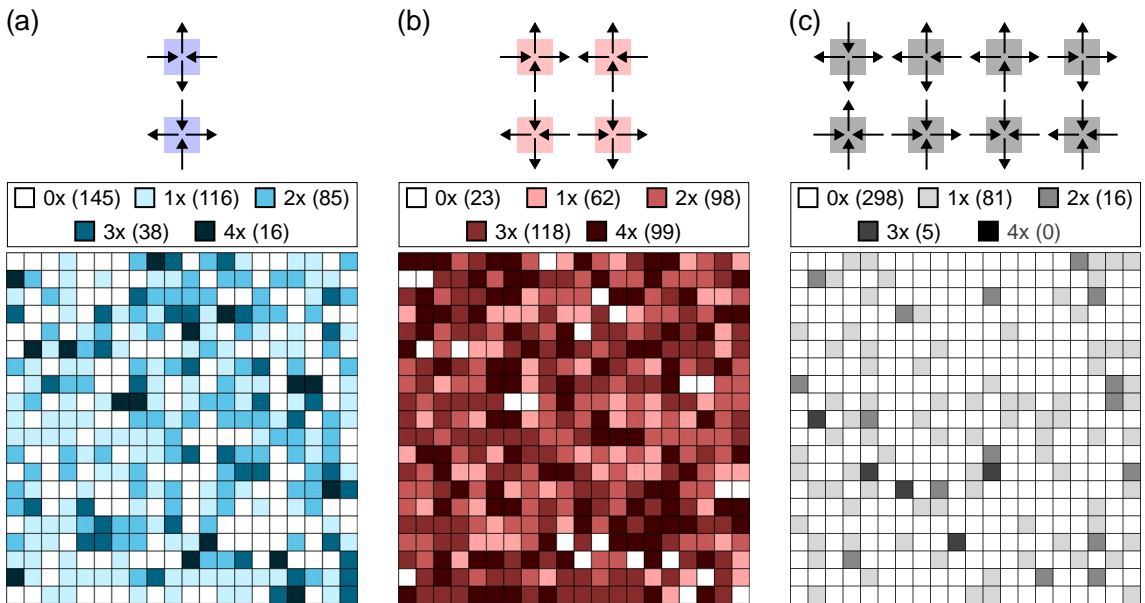 (a)
(b)
(c)
0x (145) 1x (116) 2x (85)
3x (38) 4x (16)
0x (23) 1x (62) 2x (98)
3x (118) 4x (99)
0x (298) 1x (81) 2x (16)
3x (5) 4x (0)